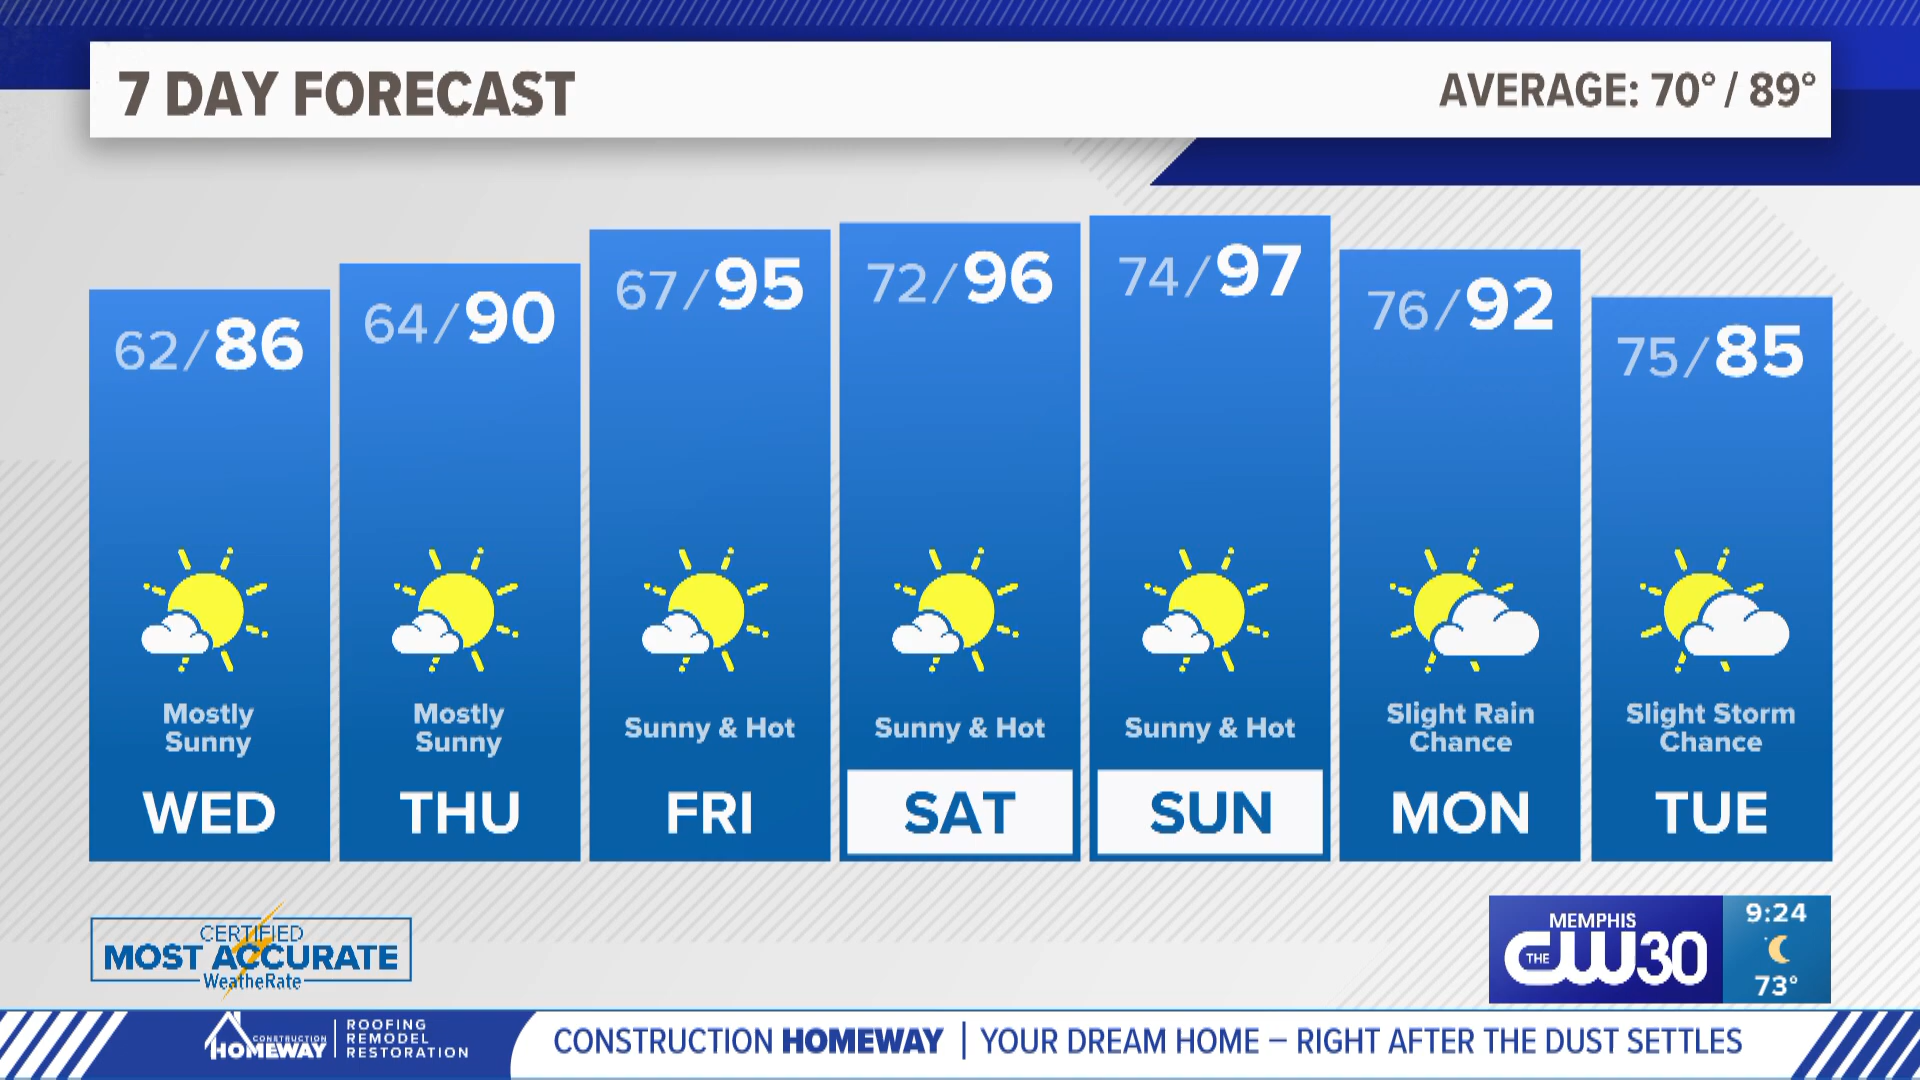 7 DAY FORECAST
AVERAGE: 70° / 89°
62/86
64/90
67/95
72/96
74/97
76/92
75/85
Mostly
Sunny
Mostly
Sunny
Sunny & Hot
Sunny & Hot
Sunny & Hot
Slight Rain
Chance
Slight Storm
Chance
WED
THU
FRI
SAT
SUN
MON
TUE
CERTIFIED
MOST ACCURATE
WeatheRate
MEMPHIS
THE CW30
9:24
73°
CONSTRUCTION
HOMEWAY
ROOFING
REMODEL
RESTORATION
CONSTRUCTION HOMEWAY | YOUR DREAM HOME – RIGHT AFTER THE DUST SETTLES